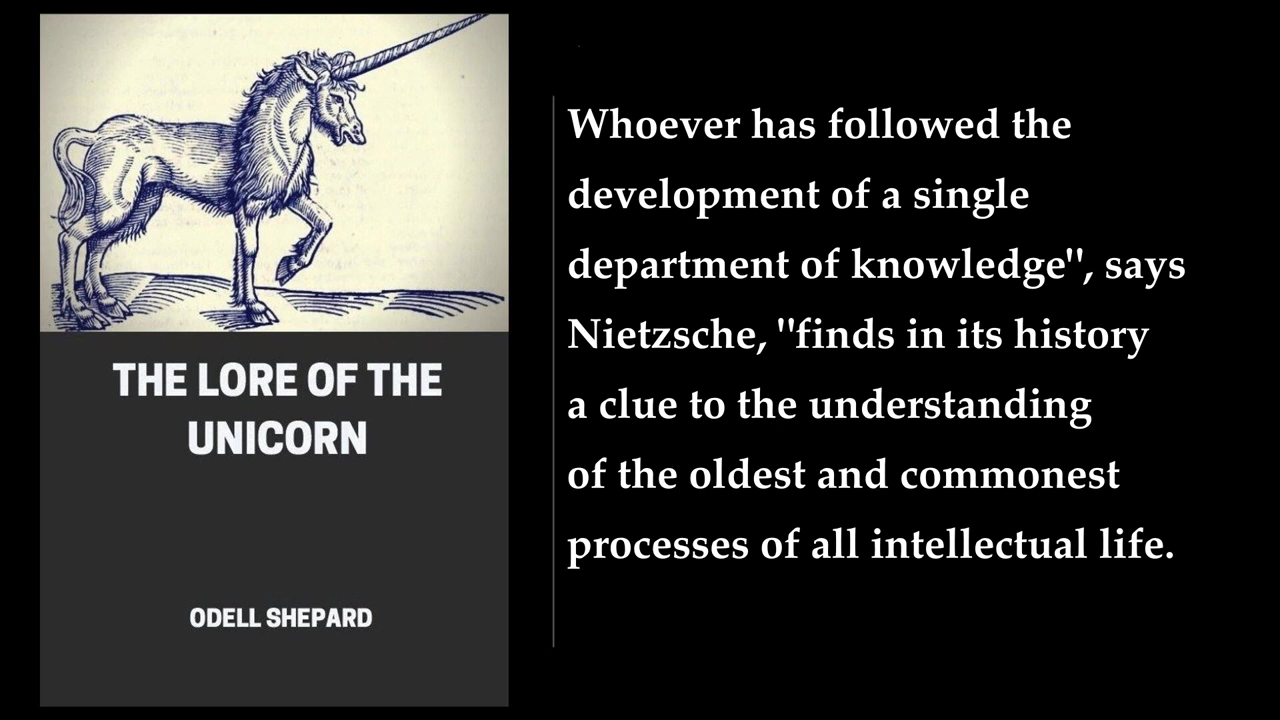 THE LORE OF THE
UNICORN
ODELL SHEPARD
Whoever has followed the
development of a single
department of knowledge", says
Nietzsche, "finds in its history
a clue to the understanding
of the oldest and commonest
processes of all intellectual life.